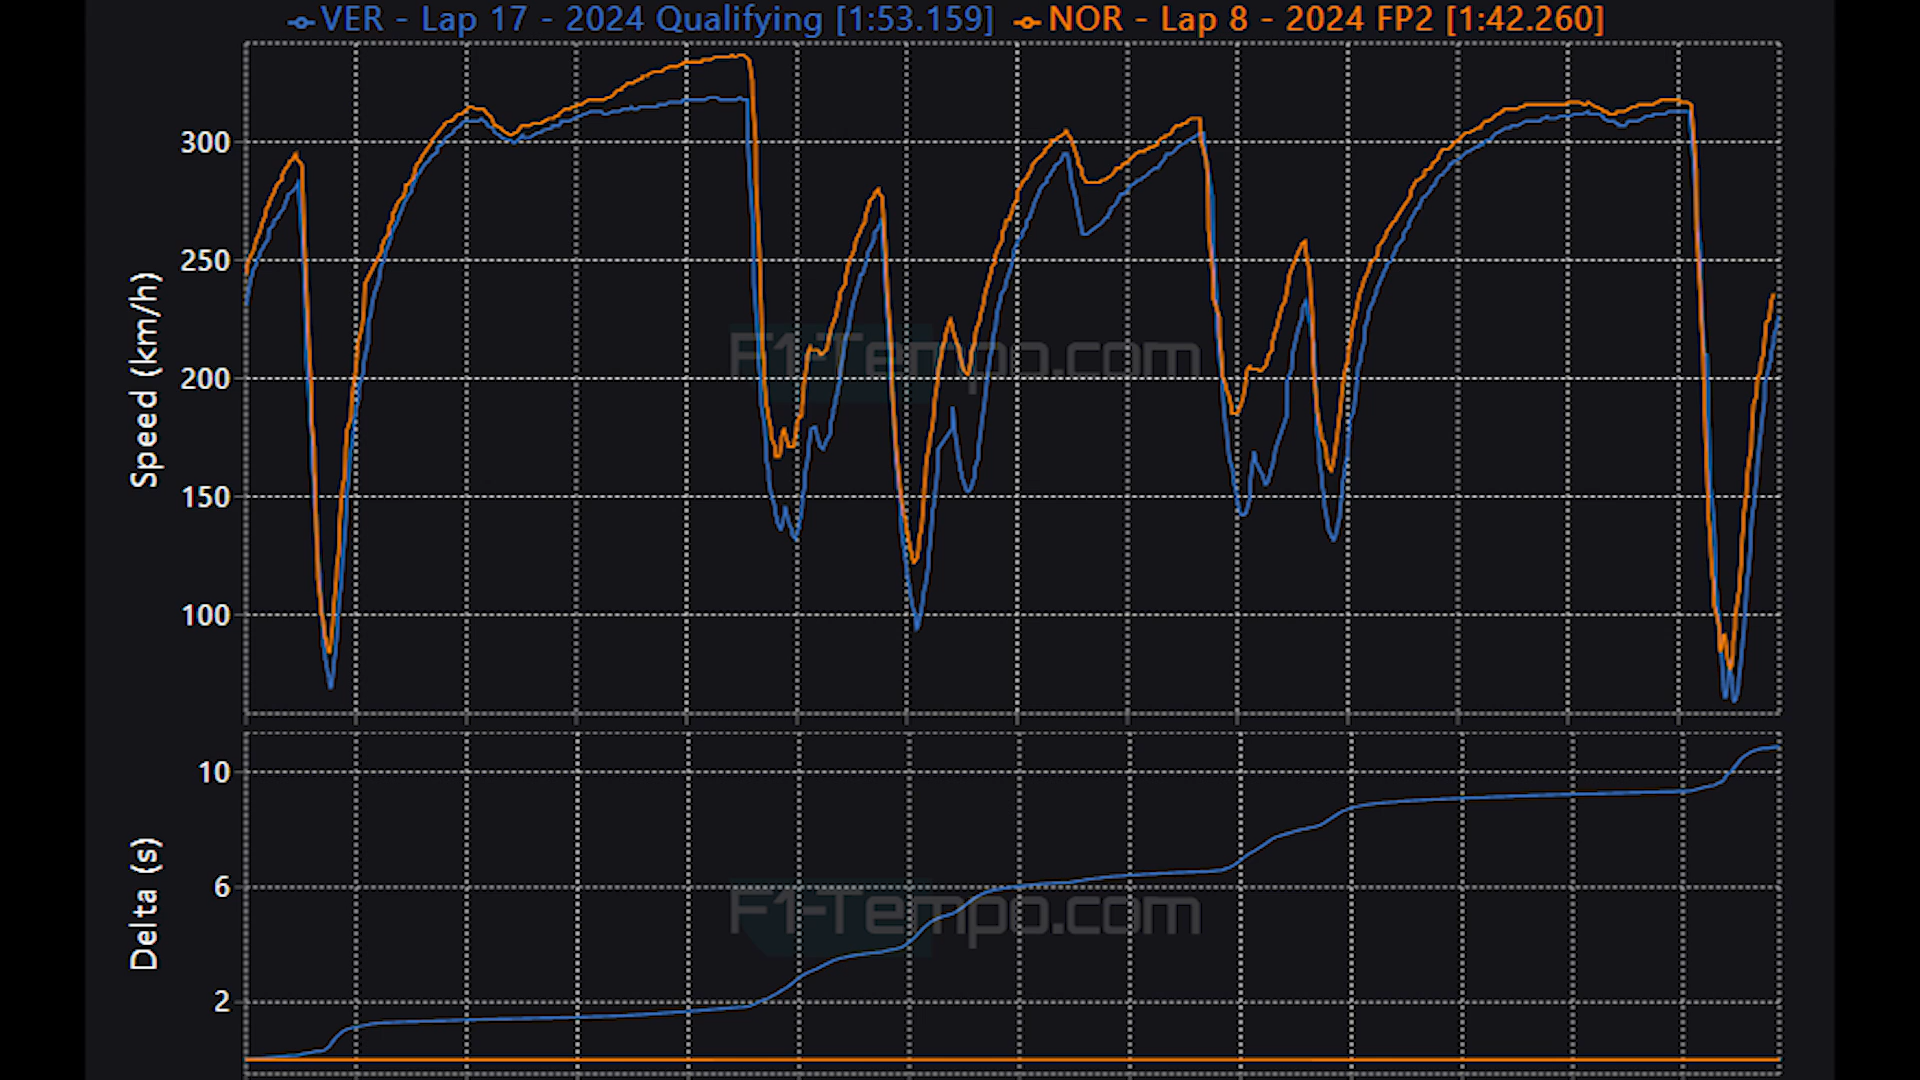 VER - Lap 17 - 2024 Qualifying [1:53.159] NOR - Lap 8 - 2024 FP2 [1:42.260]
300
250
200
150
100
Speed (km/h)
F1-Tempo.com
10
6
2
Delta (s)
F1-Tempo.com